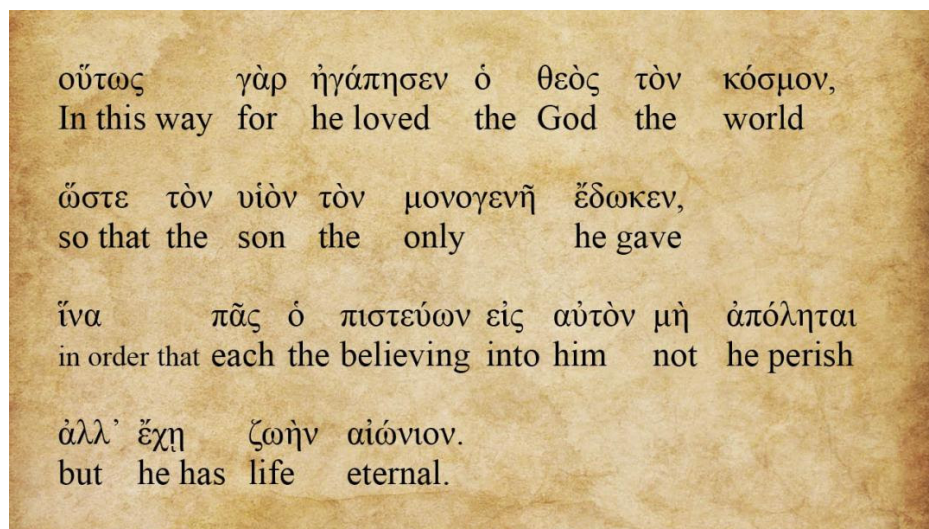 οὕτως γὰρ ἠγάπησεν ὁ θεὸς τὸν κόσμον,
In this way for he loved the God the world
ὥστε τὸν υἱὸν τὸν μονογενῆ ἔδωκεν,
so that the son the only he gave
ἵνα πᾶς ὁ πιστεύων εἰς αὐτὸν μὴ ἀπόληται
in order that each the believing into him not he perish
ἀλλ᾽ ἔχῃ ζωὴν αἰώνιον.
but he has life eternal.